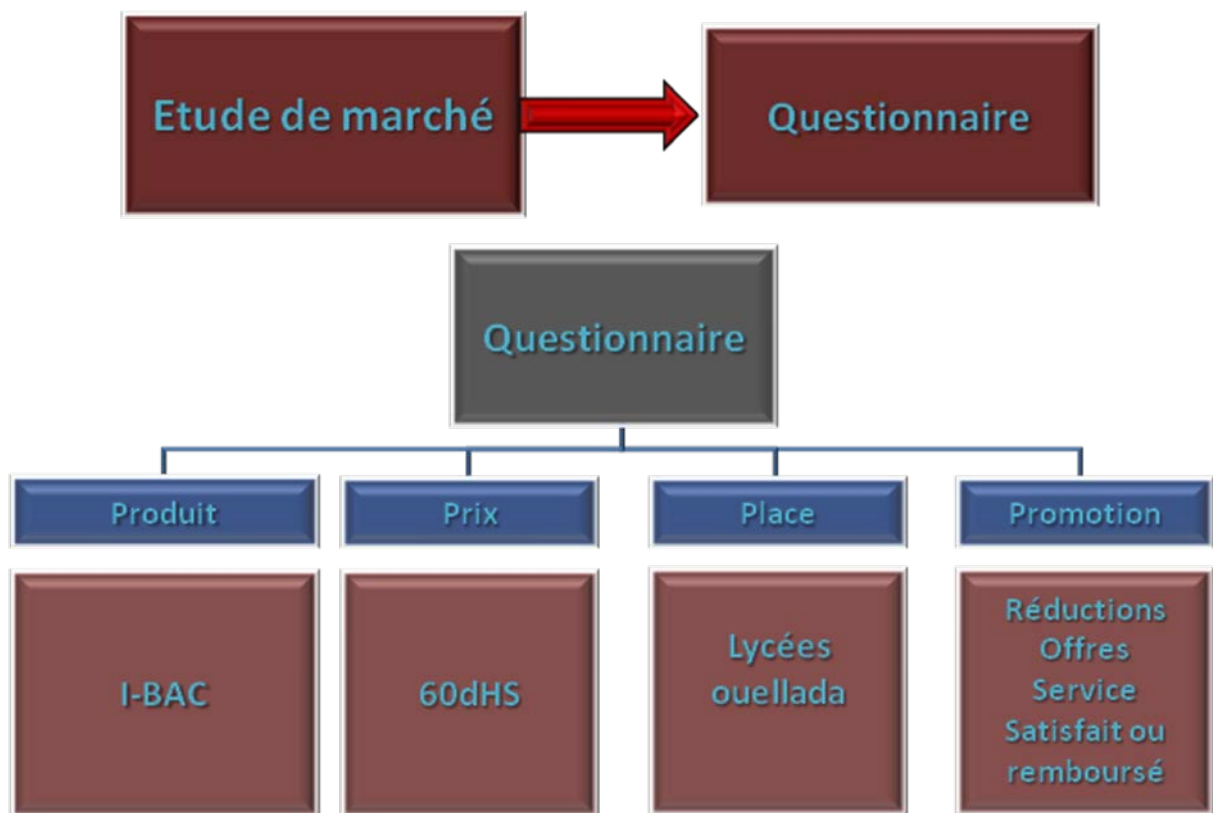 Etude de marché
Questionnaire
Questionnaire
Produit
Prix
Place
Promotion
I-BAC
60dHS
Lycées
ouellada
Réductions
Offres
Service
Satisfait ou
remboursé